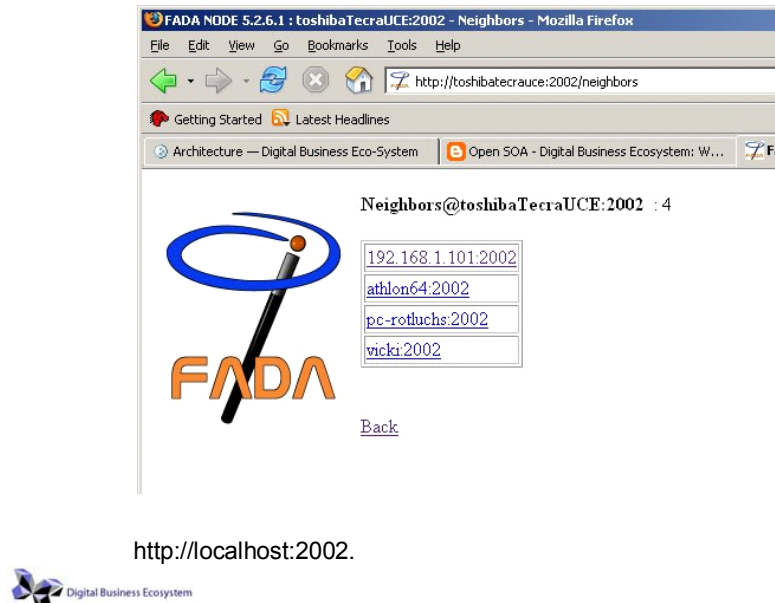 FADA NODE 5.2.6.1 : toshibaTecraUCE:2002 - Neighbors - Mozilla Firefox
File Edit View Go Bookmarks Tools Help
http://toshibatecrauce:2002/neighbors
Getting Started Latest Headlines
Architecture — Digital Business Eco-System Open SOA - Digital Business Ecosystem: W... F
Neighbors@toshibaTecraUCE:2002 : 4
192.168.1.101:2002
athlon64:2002
pc-rotluchs:2002
vicki:2002
FADA
Back
http://localhost:2002.
Digital Business Ecosystem